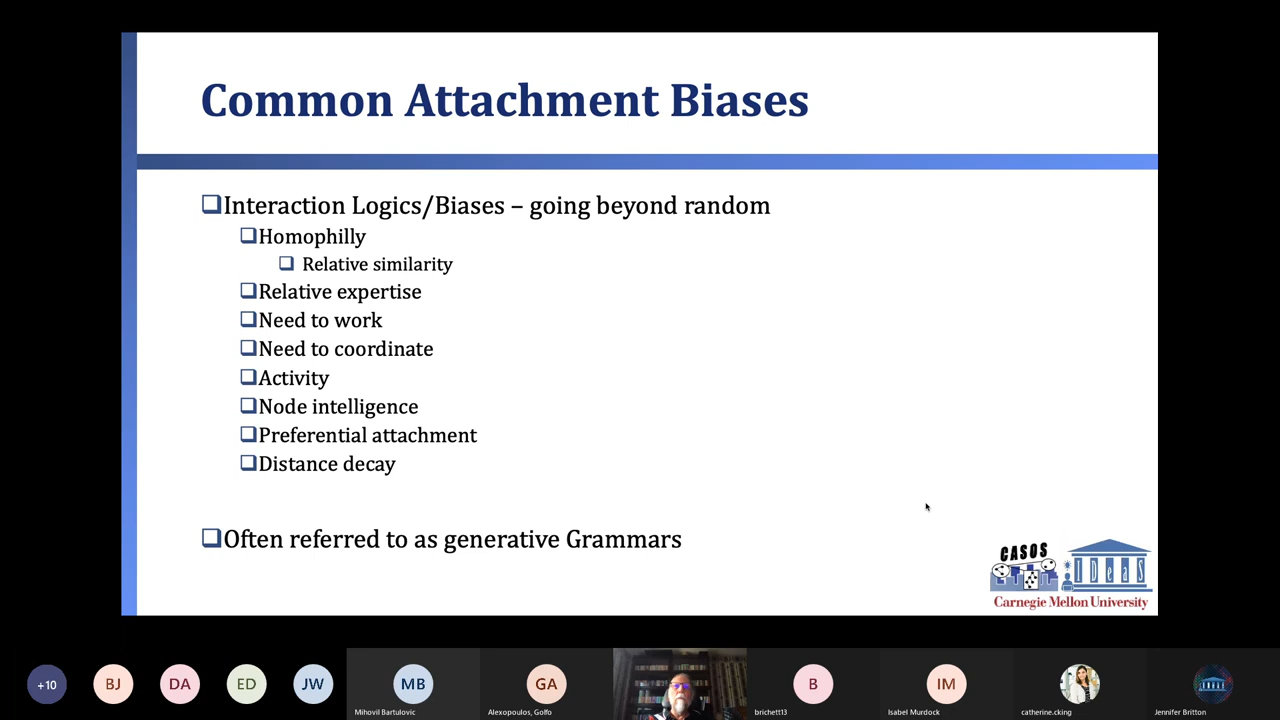 Common Attachment Biases
Interaction Logics/Biases – going beyond random
Homophilly
Relative similarity
Relative expertise
Need to work
Need to coordinate
Activity
Node intelligence
Preferential attachment
Distance decay
Often referred to as generative Grammars
CASOS
IDeaS
Carnegie Mellon University
+10
BJ
DA
ED
JW
MB
GA
B
IM
Mihovil Bartulovic
Alexopoulos, Golfo
brichett13
Isabel Murdock
catherine.cking
Jennifer Britton